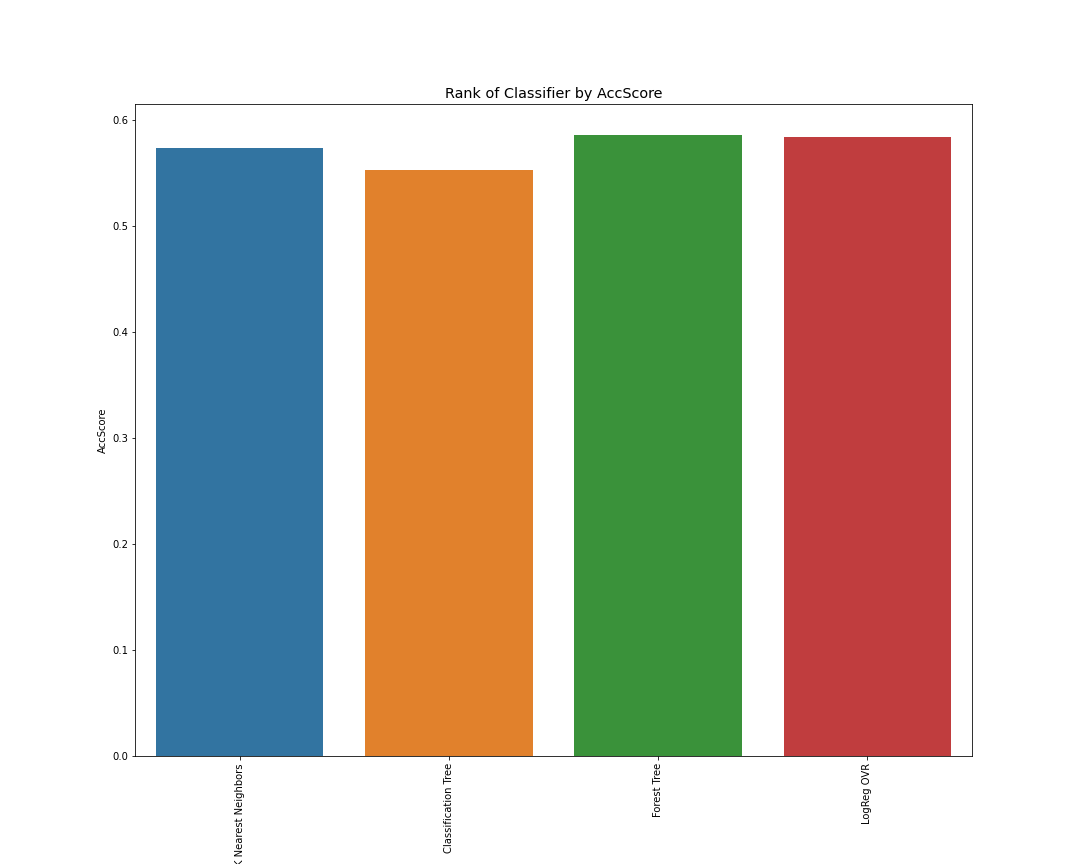 Rank of Classifier by AccScore
0.6
0.5
0.4
0.3
0.2
0.1
0.0
AccScore
K Nearest Neighbors
Classification Tree
Forest Tree
LogReg OVR